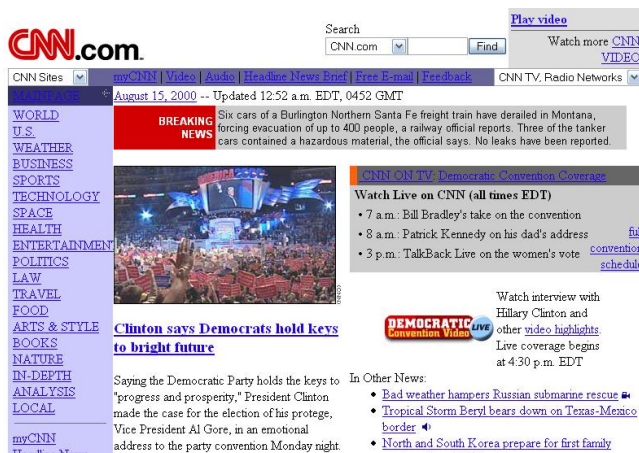 Play video
Search
CNN.com
CNN.com
Find
Watch more CNN
VIDEO
CNN Sites
myCNN | Video | Audio | Headline News Brief | Free E-mail | Feedback
CNN TV, Radio Networks
MAINPAGE
August 15, 2000 -- Updated 12:52 a.m. EDT, 0452 GMT
WORLD
U.S.
WEATHER
BUSINESS
SPORTS
TECHNOLOGY
SPACE
HEALTH
ENTERTAINMENT
POLITICS
LAW
TRAVEL
FOOD
ARTS & STYLE
BOOKS
NATURE
IN-DEPTH
ANALYSIS
LOCAL
myCNN
Headline News
BREAKING
NEWS
Six cars of a Burlington Northern Santa Fe freight train have derailed in Montana,
forcing evacuation of up to 400 people, a railway official reports. Three of the tanker
cars contained a hazardous material, the official says. No leaks have been reported.
CNN ON TV: Democratic Convention Coverage
Watch Live on CNN (all times EDT)
• 7 a.m.: Bill Bradley's take on the convention
• 8 a.m.: Patrick Kennedy on his dad's address
• 3 p.m.: TalkBack Live on the women's vote
ful
convention
schedule
Clinton says Democrats hold keys
to bright future
Saying the Democratic Party holds the keys to
"progress and prosperity," President Clinton
made the case for the election of his protege,
Vice President Al Gore, in an emotional
address to the party convention Monday night.
DEMOCRATIC
Convention Video
LIVE
Watch interview with
Hillary Clinton and
other video highlights.
Live coverage begins
at 4:30 p.m. EDT
In Other News:
• Bad weather hampers Russian submarine rescue
• Tropical Storm Beryl bears down on Texas-Mexico
border
• North and South Korea prepare for first family